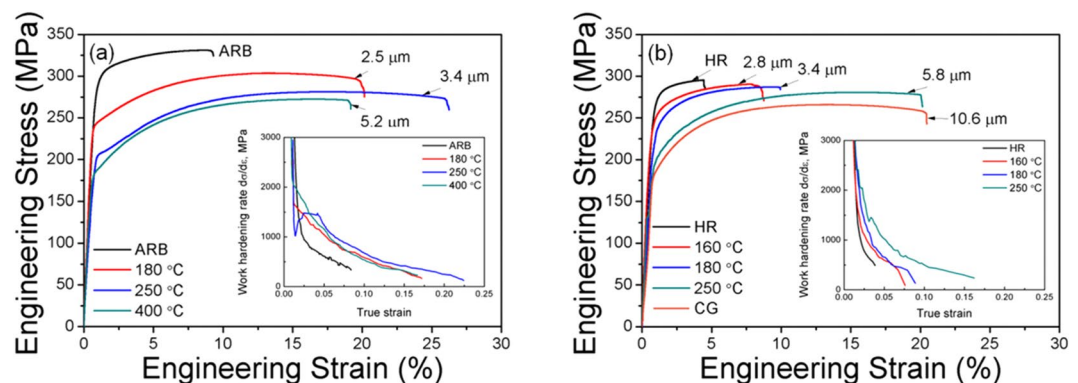 (a)
ARB
2.5 μm
3.4 μm
5.2 μm
Engineering Stress (MPa)
350
300
250
200
150
100
50
0
ARB
180 °C
250 °C
400 °C
0 5 10 15 20 25 30
Engineering Strain (%)
Work hardening rate dσ/dε, MPa
3000
2000
1000
0
ARB
180 °C
250 °C
400 °C
0.00 0.05 0.10 0.15 0.20 0.25
True strain
(b)
HR
2.8 μm
3.4 μm
5.8 μm
10.6 μm
Engineering Stress (MPa)
350
300
250
200
150
100
50
0
HR
160 °C
180 °C
250 °C
CG
0 5 10 15 20 25 30
Engineering Strain (%)
Work hardening rate dσ/dε, MPa
3000
2000
1000
0
HR
160 °C
180 °C
250 °C
0.00 0.05 0.10 0.15 0.20 0.25
True strain